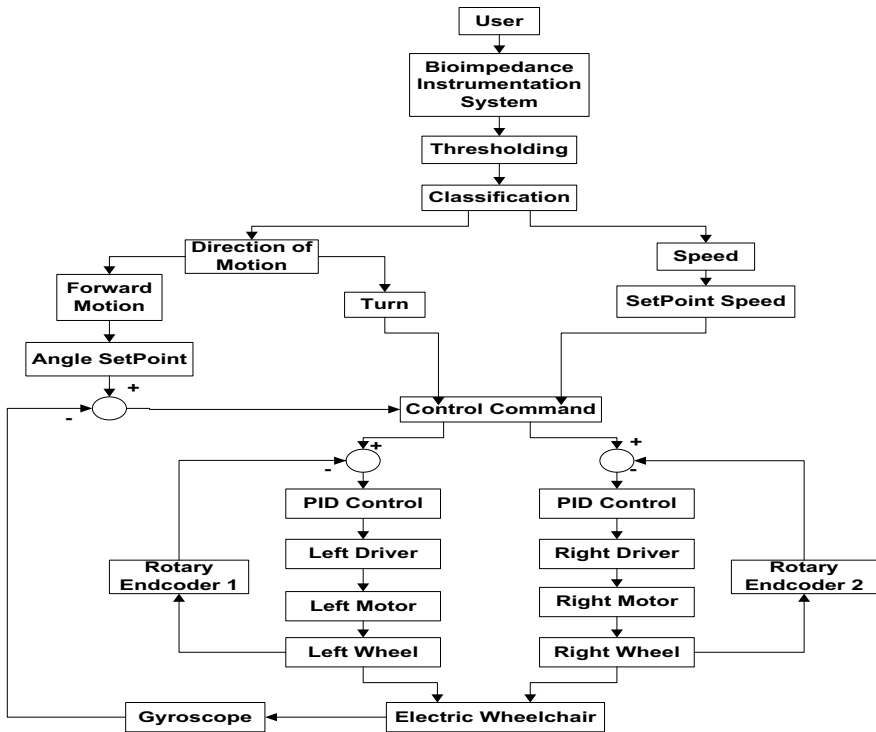 User
Bioimpedance
Instrumentation
System
Thresholding
Classification
Direction of
Motion
Speed
Forward
Motion
Turn
SetPoint Speed
Angle SetPoint
+
-
Control Command
+
-
+
-
PID Control
PID Control
Left Driver
Right Driver
Rotary
Endcoder 1
Rotary
Endcoder 2
Left Motor
Right Motor
Left Wheel
Right Wheel
Gyroscope
Electric Wheelchair